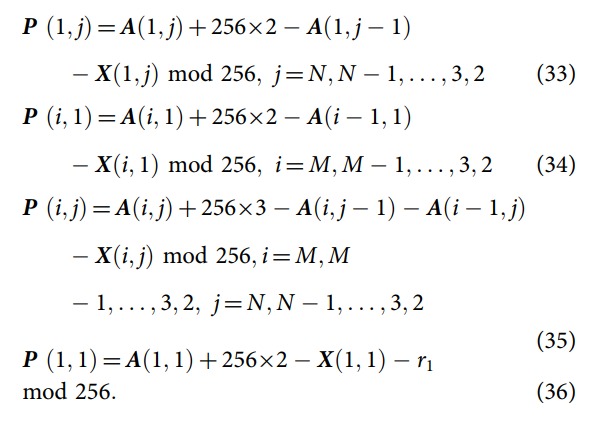 P (1,j)=A(1,j)+256×2−A(1,j−1)
−X(1,j) mod 256, j=N,N−1,...,3,2 (33)
P (i,1)=A(i,1)+256×2−A(i−1,1)
−X(i,1) mod 256, i=M,M−1,...,3,2 (34)
P (i,j)=A(i,j)+256×3−A(i,j−1)−A(i−1,j)
−X(i,j) mod 256,i=M,M
−1,...,3,2, j=N,N−1,...,3,2
(35)
P (1,1)=A(1,1)+256×2−X(1,1)−r₁
mod 256. (36)